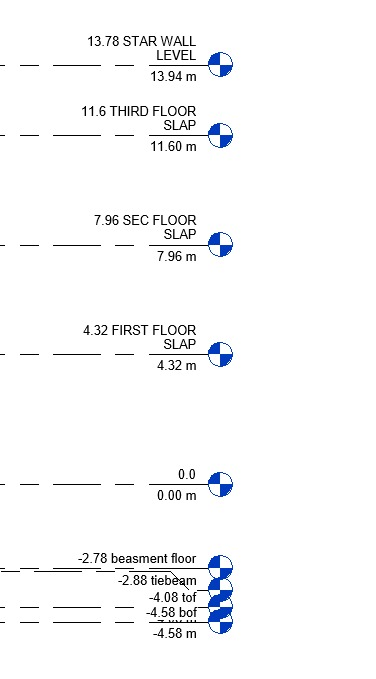 13.78 STAR WALL
LEVEL
13.94 m
11.6 THIRD FLOOR
SLAP
11.60 m
7.96 SEC FLOOR
SLAP
7.96 m
4.32 FIRST FLOOR
SLAP
4.32 m
0.0
0.00 m
-2.78 beasment floor
-2.88 tiebeam
-4.08 tof
-4.58 bof
-4.58 m